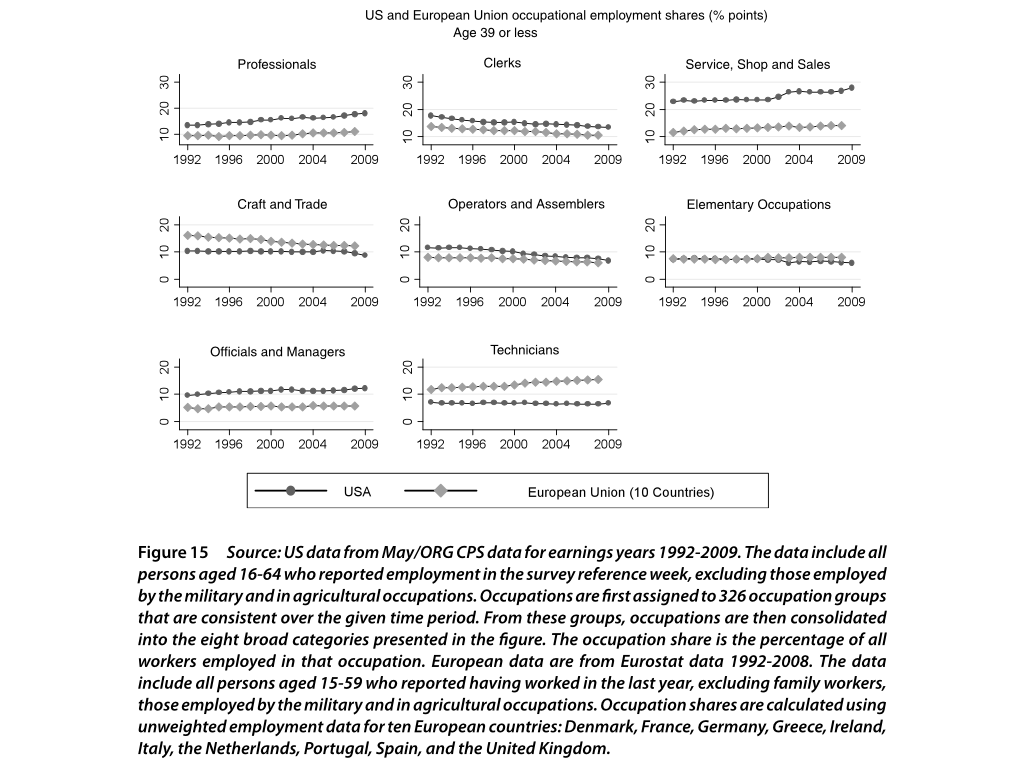 US and European Union occupational employment shares (% points)
Age 39 or less
Professionals
Clerks
Service, Shop and Sales
30
20
10
1992 1996 2000 2004 2009
30
20
10
1992 1996 2000 2004 2009
30
20
10
1992 1996 2000 2004 2009
Craft and Trade
Operators and Assemblers
Elementary Occupations
20
10
0
1992 1996 2000 2004 2009
20
10
0
1992 1996 2000 2004 2009
20
10
0
1992 1996 2000 2004 2009
Officials and Managers
Technicians
20
10
0
1992 1996 2000 2004 2009
20
10
0
1992 1996 2000 2004 2009
USA
European Union (10 Countries)
Figure 15 Source: US data from May/ORG CPS data for earnings years 1992-2009. The data include all
persons aged 16-64 who reported employment in the survey reference week, excluding those employed
by the military and in agricultural occupations. Occupations are first assigned to 326 occupation groups
that are consistent over the given time period. From these groups, occupations are then consolidated
into the eight broad categories presented in the figure. The occupation share is the percentage of all
workers employed in that occupation. European data are from Eurostat data 1992-2008. The data
include all persons aged 15-59 who reported having worked in the last year, excluding family workers,
those employed by the military and in agricultural occupations. Occupation shares are calculated using
unweighted employment data for ten European countries: Denmark, France, Germany, Greece, Ireland,
Italy, the Netherlands, Portugal, Spain, and the United Kingdom.